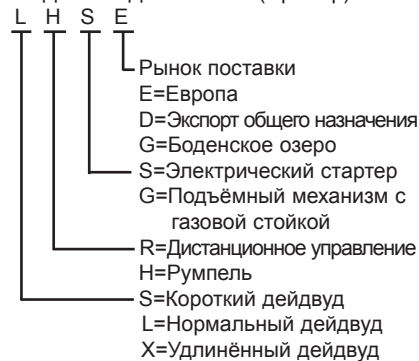 L H S E
Рынок поставки
E=Европа
D=Экспорт общего назначения
G=Боденское озеро
S=Электрический стартер
G=Подъёмный механизм с
газовой стойкой
R=Дистанционное управление
H=Румпель
S=Короткий дейдвуд
L=Нормальный дейдвуд
X=Удлинённый дейдвуд